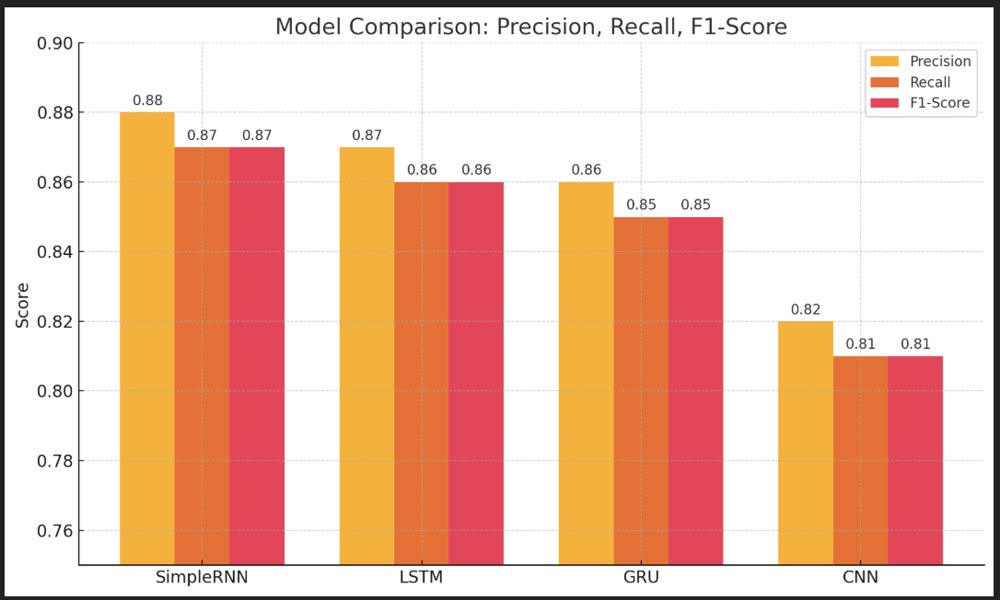 Model Comparison: Precision, Recall, F1-Score
Precision
Recall
F1-Score
0.90
0.88
0.86
0.84
0.82
0.80
0.78
0.76
Score
0.88
0.87
0.87
0.87
0.86
0.86
0.86
0.85
0.85
0.82
0.81
0.81
SimpleRNN
LSTM
GRU
CNN